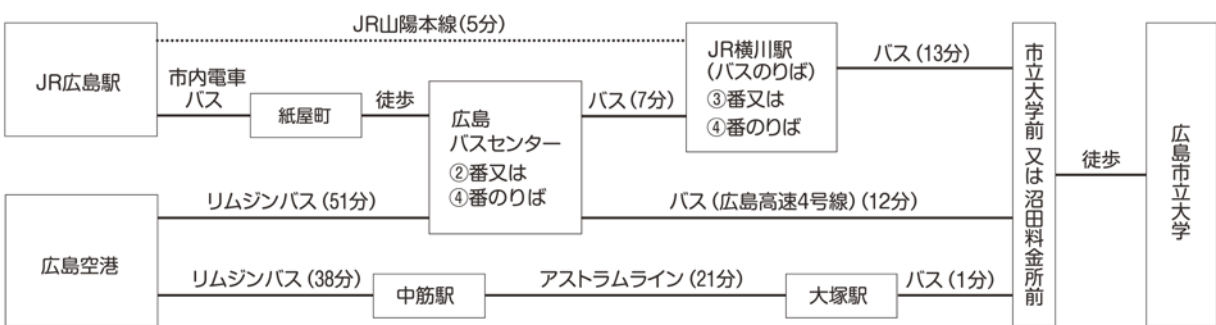 JR山陽本線(5分)
JR広島駅
市内電車
バス
紙屋町
徒歩
広島
バスセンター
②番又は
④番のりば
バス(7分)
JR横川駅
(バスのりば)
③番又は
④番のりば
バス(13分)
広島空港
リムジンバス(51分)
バス(広島高速4号線)(12分)
リムジンバス(38分)
中筋駅
アストラムライン(21分)
大塚駅
バス(1分)
市立大学前 又は 沼田料金所前
徒歩
広島市立大学